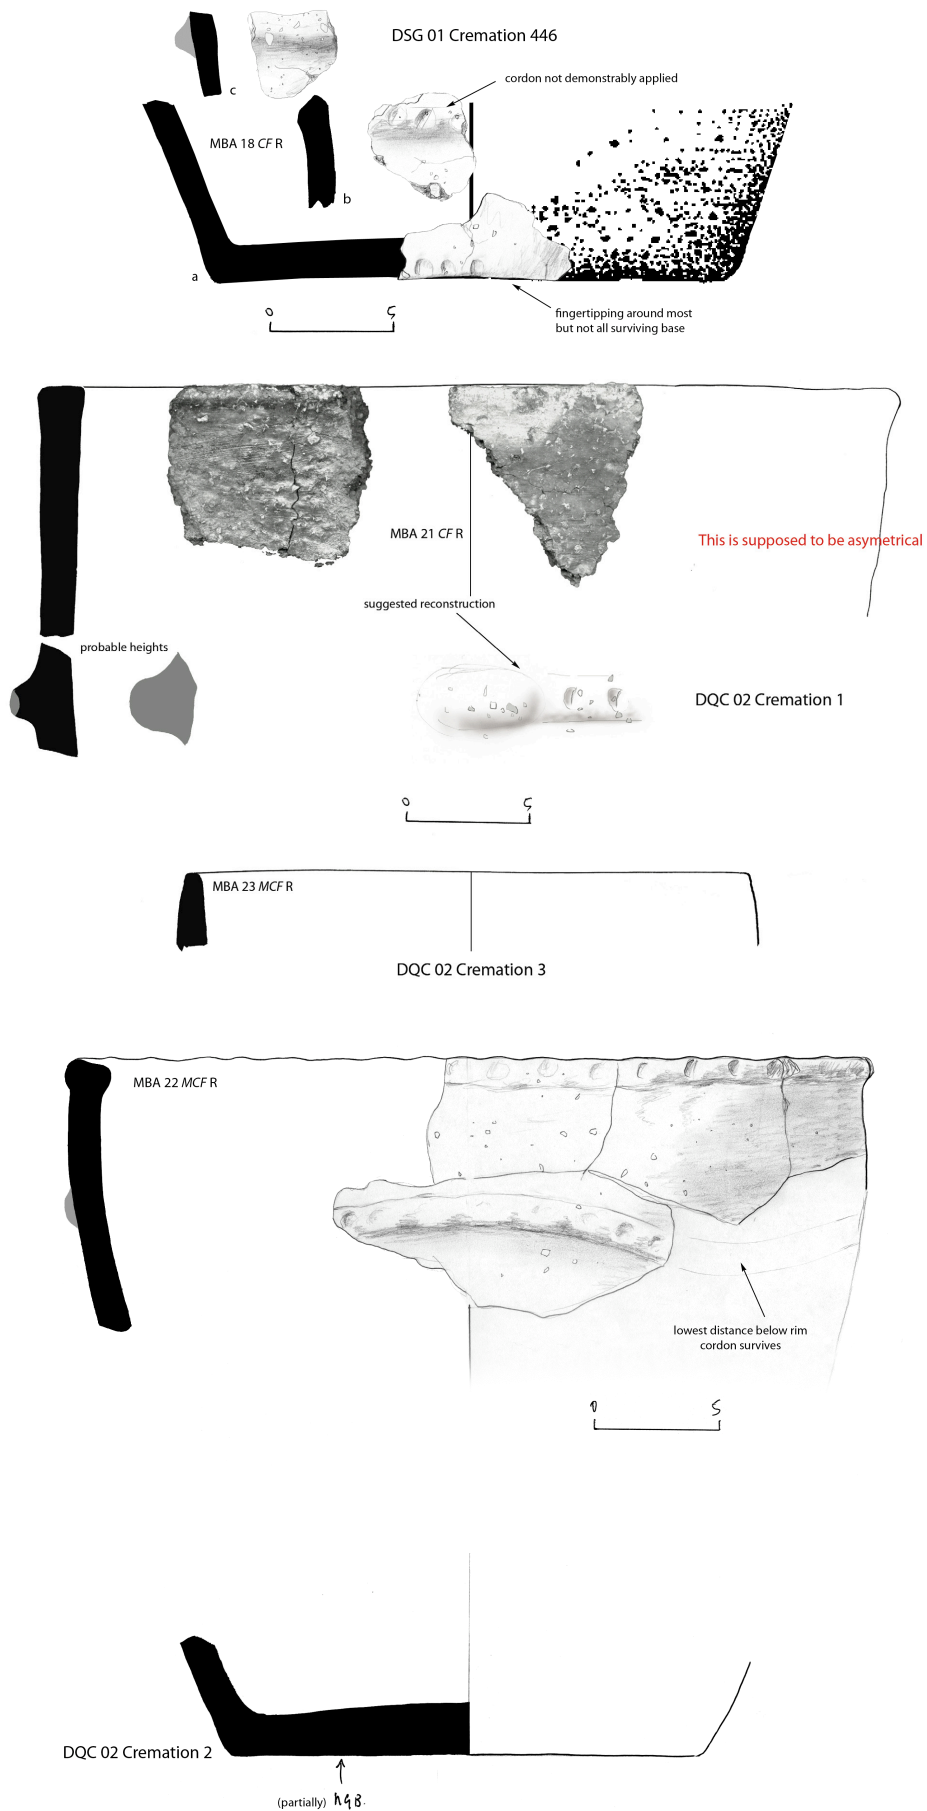 DSG 01 Cremation 446
cordon not demonstrably applied
c
MBA 18 CF R
b
a
fingertipping around most
but not all surviving base
0 5
MBA 21 CF R
This is supposed to be asymetrical
suggested reconstruction
probable heights
DQC 02 Cremation 1
0 5
MBA 23 MCF R
DQC 02 Cremation 3
MBA 22 MCF R
lowest distance below rim
cordon survives
0 5
DQC 02 Cremation 2
(partially) hgB.